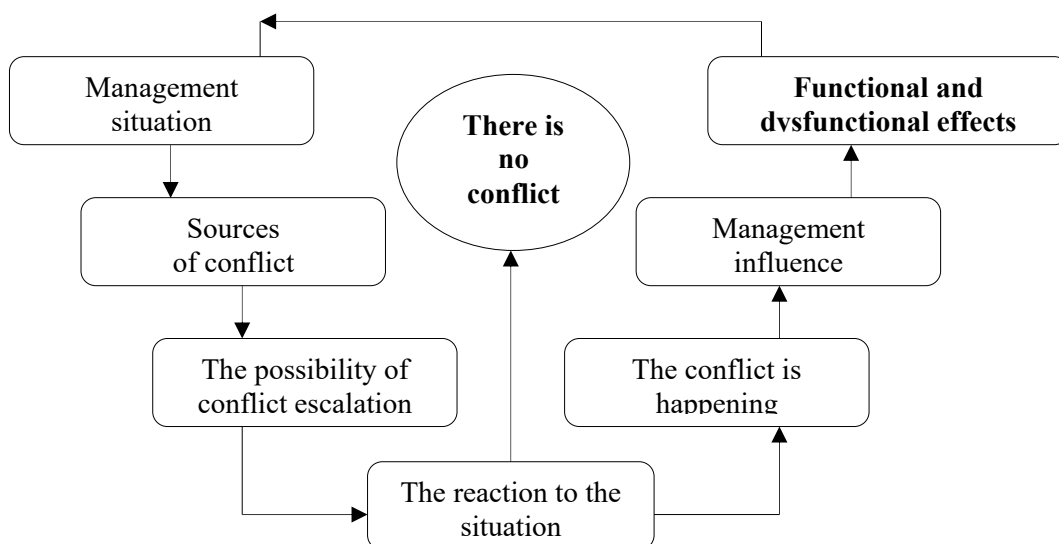 Management
situation
Functional and
dysfunctional effects
There is
no
conflict
Sources
of conflict
Management
influence
The possibility of
conflict escalation
The conflict is
happening
The reaction to the
situation